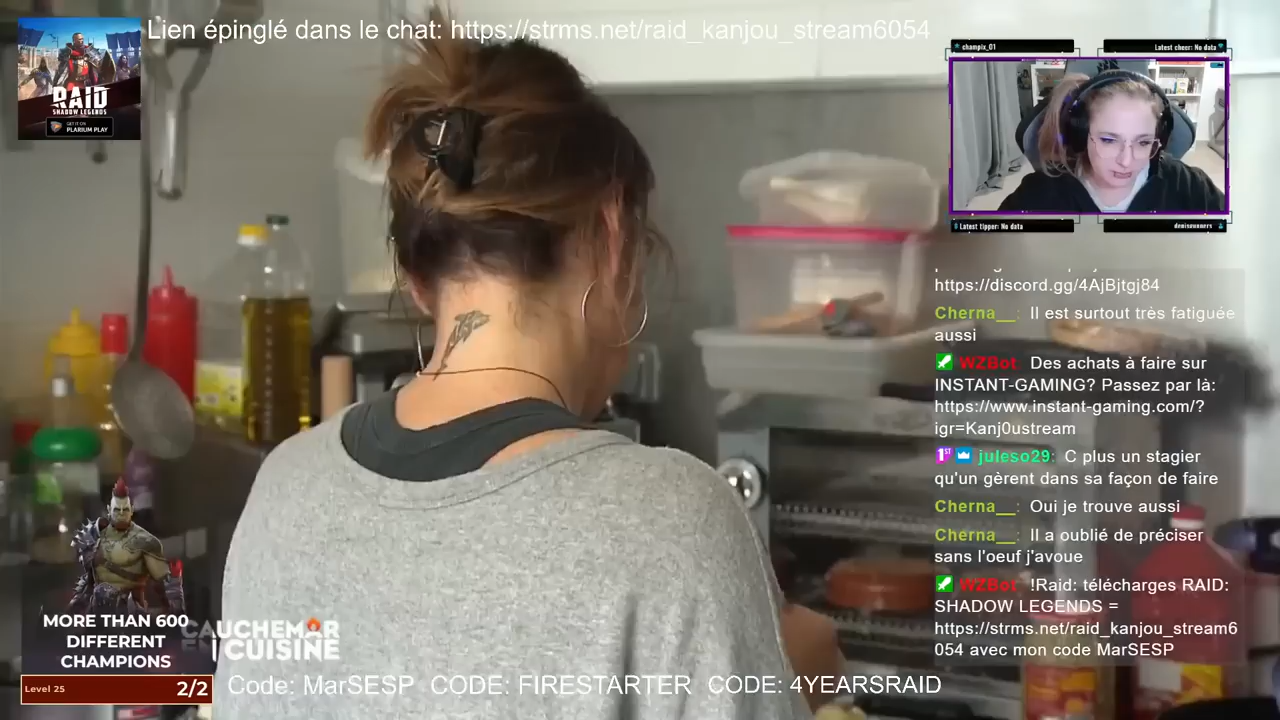 Lien épinglé dans le chat: https://strms.net/raid_kanjou_stream6054
RAID
SHADOW LEGENDS
GET IT ON
PLARIUM PLAY
champix_01
Latest cheer: No data
Latest tipper: No data
https://discord.gg/4AjBjtgj84
Cherna__: Il est surtout très fatiguée
aussi
WZBot: Des achats à faire sur
INSTANT-GAMING? Passez par là:
https://www.instant-gaming.com/?
igr=Kanj0ustream
1ST juleso29: C plus un stagier
qu'un gèrent dans sa façon de faire
Cherna__: Oui je trouve aussi
Cherna__: Il a oublié de préciser
sans l'oeuf j'avoue
WZBot: !Raid: télécharges RAID:
SHADOW LEGENDS =
https://strms.net/raid_kanjou_stream6
054 avec mon code MarSESP
MORE THAN 600
DIFFERENT
CHAMPIONS
CAUCHEMAR
EN CUISINE
Level 25
2/2
Code: MarSESP CODE: FIRESTARTER CODE: 4YEARSRAID